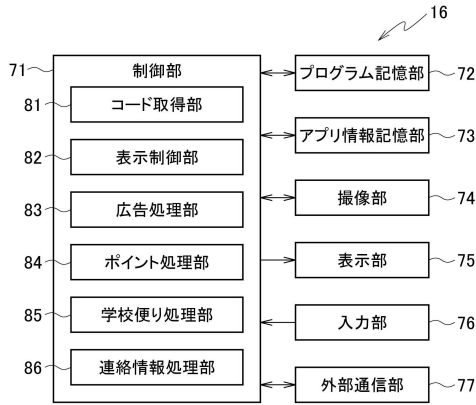 16
71
制御部
81 コード取得部
82 表示制御部
83 広告処理部
84 ポイント処理部
85 学校便り処理部
86 連絡情報処理部
プログラム記憶部 72
アプリ情報記憶部 73
撮像部 74
表示部 75
入力部 76
外部通信部 77